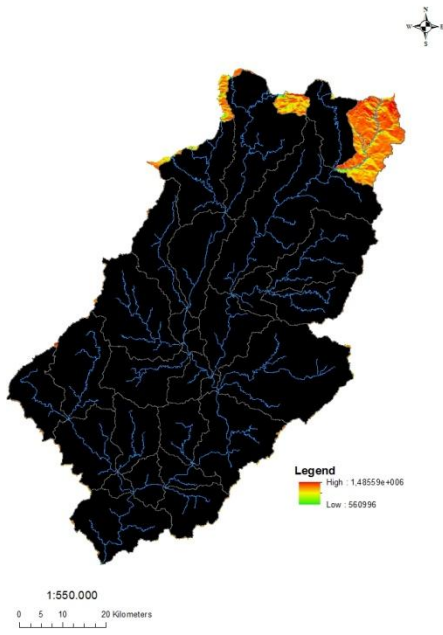 N
W E
S
Legend
High : 1,48559e+006
Low : 560996
1:550.000
0 5 10 20 Kilometers